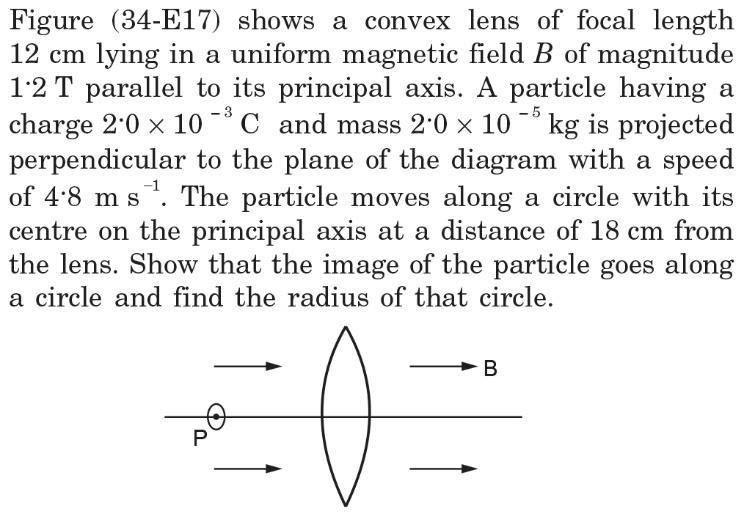 Figure (34-E17) shows a convex lens of focal length
12 cm lying in a uniform magnetic field B of magnitude
1·2 T parallel to its principal axis. A particle having a
charge 2·0 × 10⁻³ C and mass 2·0 × 10⁻⁵ kg is projected
perpendicular to the plane of the diagram with a speed
of 4·8 m s⁻¹. The particle moves along a circle with its
centre on the principal axis at a distance of 18 cm from
the lens. Show that the image of the particle goes along
a circle and find the radius of that circle.
B
P